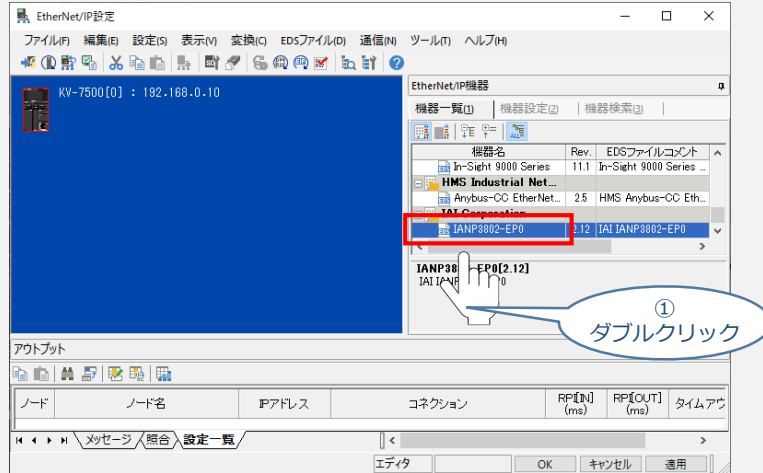 EtherNet/IP設定
ファイル(F) 編集(E) 設定(S) 表示(V) 変換(C) EDSファイル(D) 通信(N) ツール(T) ヘルプ(H)
KV-7500[0] : 192.168.0.10
EtherNet/IP機器
機器一覧(1) 機器設定(2) 機器検索(3)
機器名 Rev. EDSファイルコメント
In-Sight 9000 Series 11.1 In-Sight 9000 Series ...
HMS Industrial Net...
Anybus-CC EtherNet... 2.5 HMS Anybus-CC Eth...
IAI Corporation
IANP3802-EP0 2.12 IAI IANP3802-EP0
EP0[2.12]
①
ダブルクリック
アウトプット
ノード ノード名 IPアドレス コネクション RPI[IN] (ms) RPI[OUT] (ms) タイムアウ
メッセージ 照合 設定一覧
エディタ OK キャンセル 適用